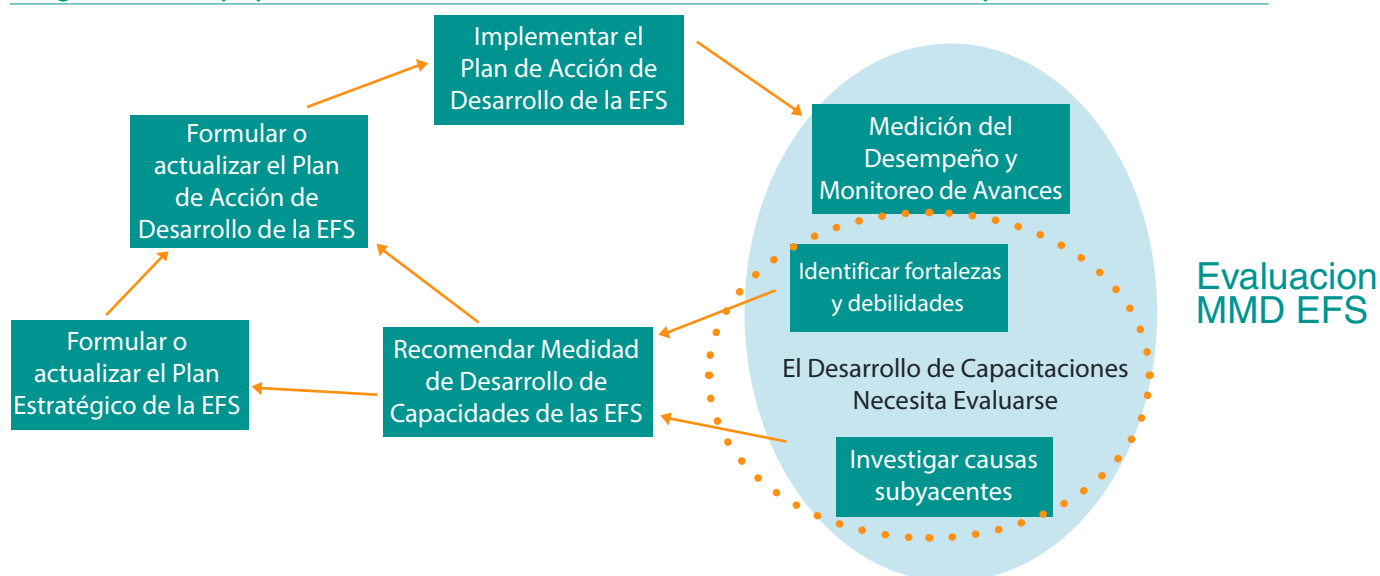 Implementar el
Plan de Acción de
Desarrollo de la EFS
Formular o
actualizar el Plan
de Acción de
Desarrollo de la EFS
Medición del
Desempeño y
Monitoreo de Avances
Identificar fortalezas
y debilidades
Evaluacion
MMD EFS
Formular o
actualizar el Plan
Estratégico de la EFS
Recomendar Medidad
de Desarrollo de
Capacidades de las EFS
El Desarrollo de Capacitaciones
Necesita Evaluarse
Investigar causas
subyacentes